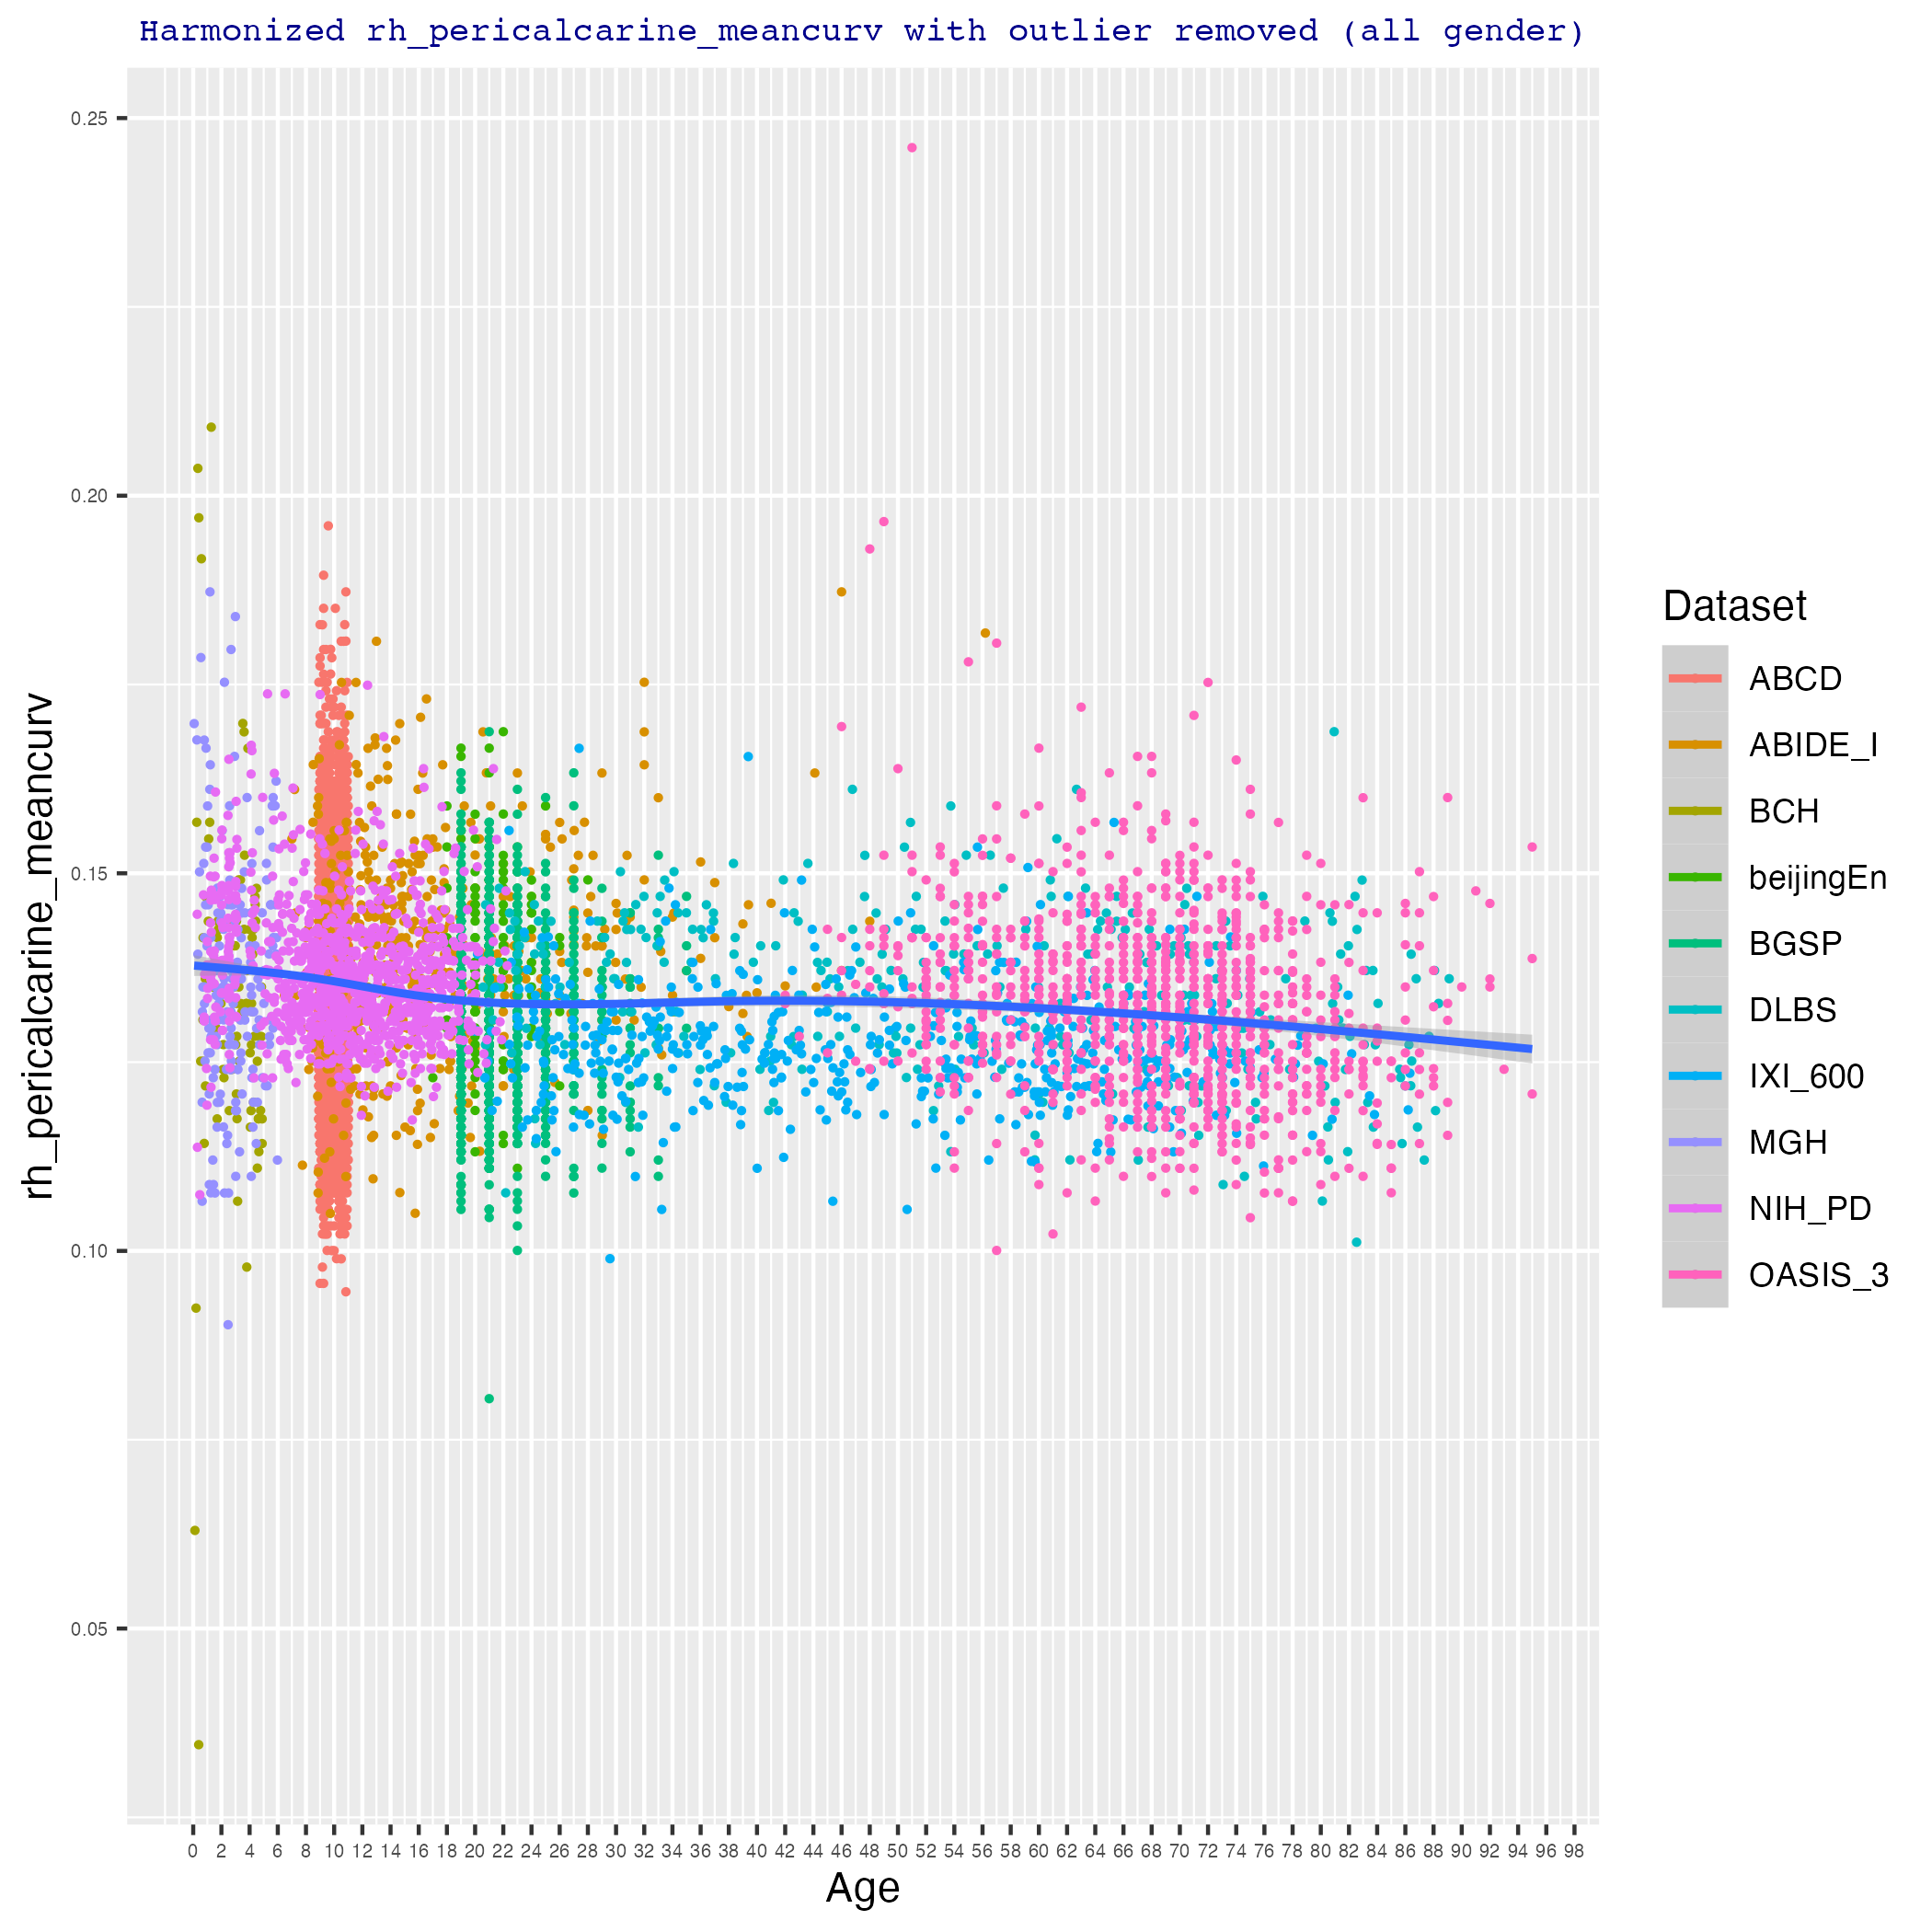 Harmonized rh_pericalcarine_meancurv with outlier removed (all gender)
rh_pericalcarine_meancurv
0.25
0.20
0.15
0.10
0.05
0 2 4 6 8 10 12 14 16 18 20 22 24 26 28 30 32 34 36 38 40 42 44 46 48 50 52 54 56 58 60 62 64 66 68 70 72 74 76 78 80 82 84 86 88 90 92 94 96 98
Age
Dataset
ABCD
ABIDE_I
BCH
beijingEn
BGSP
DLBS
IXI_600
MGH
NIH_PD
OASIS_3